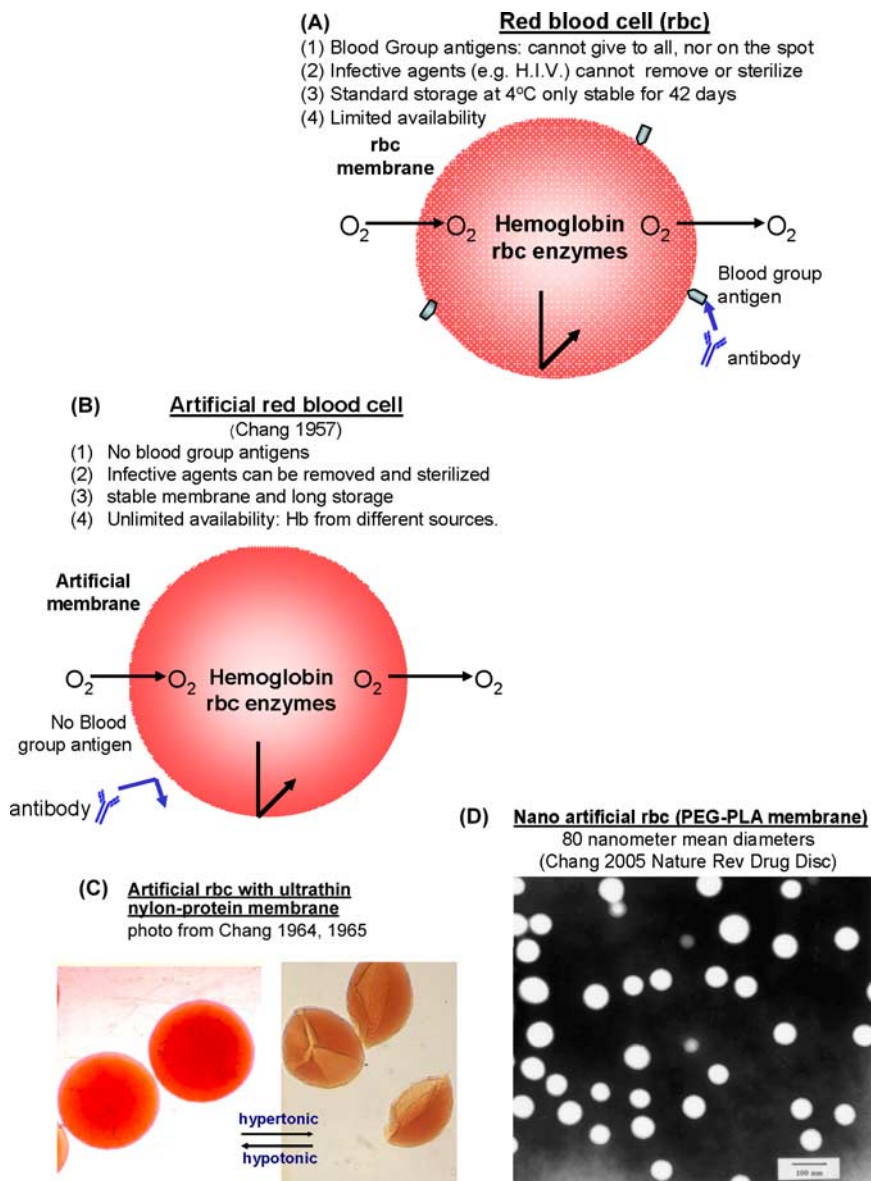 (A) Red blood cell (rbc)
(1) Blood Group antigens: cannot give to all, nor on the spot
(2) Infective agents (e.g. H.I.V.) cannot remove or sterilize
(3) Standard storage at 4°C only stable for 42 days
(4) Limited availability
rbc
membrane
O₂ O₂ Hemoglobin O₂ O₂
rbc enzymes
Blood group
antigen
antibody
(B) Artificial red blood cell
(Chang 1957)
(1) No blood group antigens
(2) Infective agents can be removed and sterilized
(3) stable membrane and long storage
(4) Unlimited availability: Hb from different sources.
Artificial
membrane
O₂ O₂ Hemoglobin O₂ O₂
rbc enzymes
No Blood
group antigen
antibody
(C) Artificial rbc with ultrathin
nylon-protein membrane
photo from Chang 1964, 1965
hypertonic
hypotonic
(D) Nano artificial rbc (PEG-PLA membrane)
80 nanometer mean diameters
(Chang 2005 Nature Rev Drug Disc)
100 nm